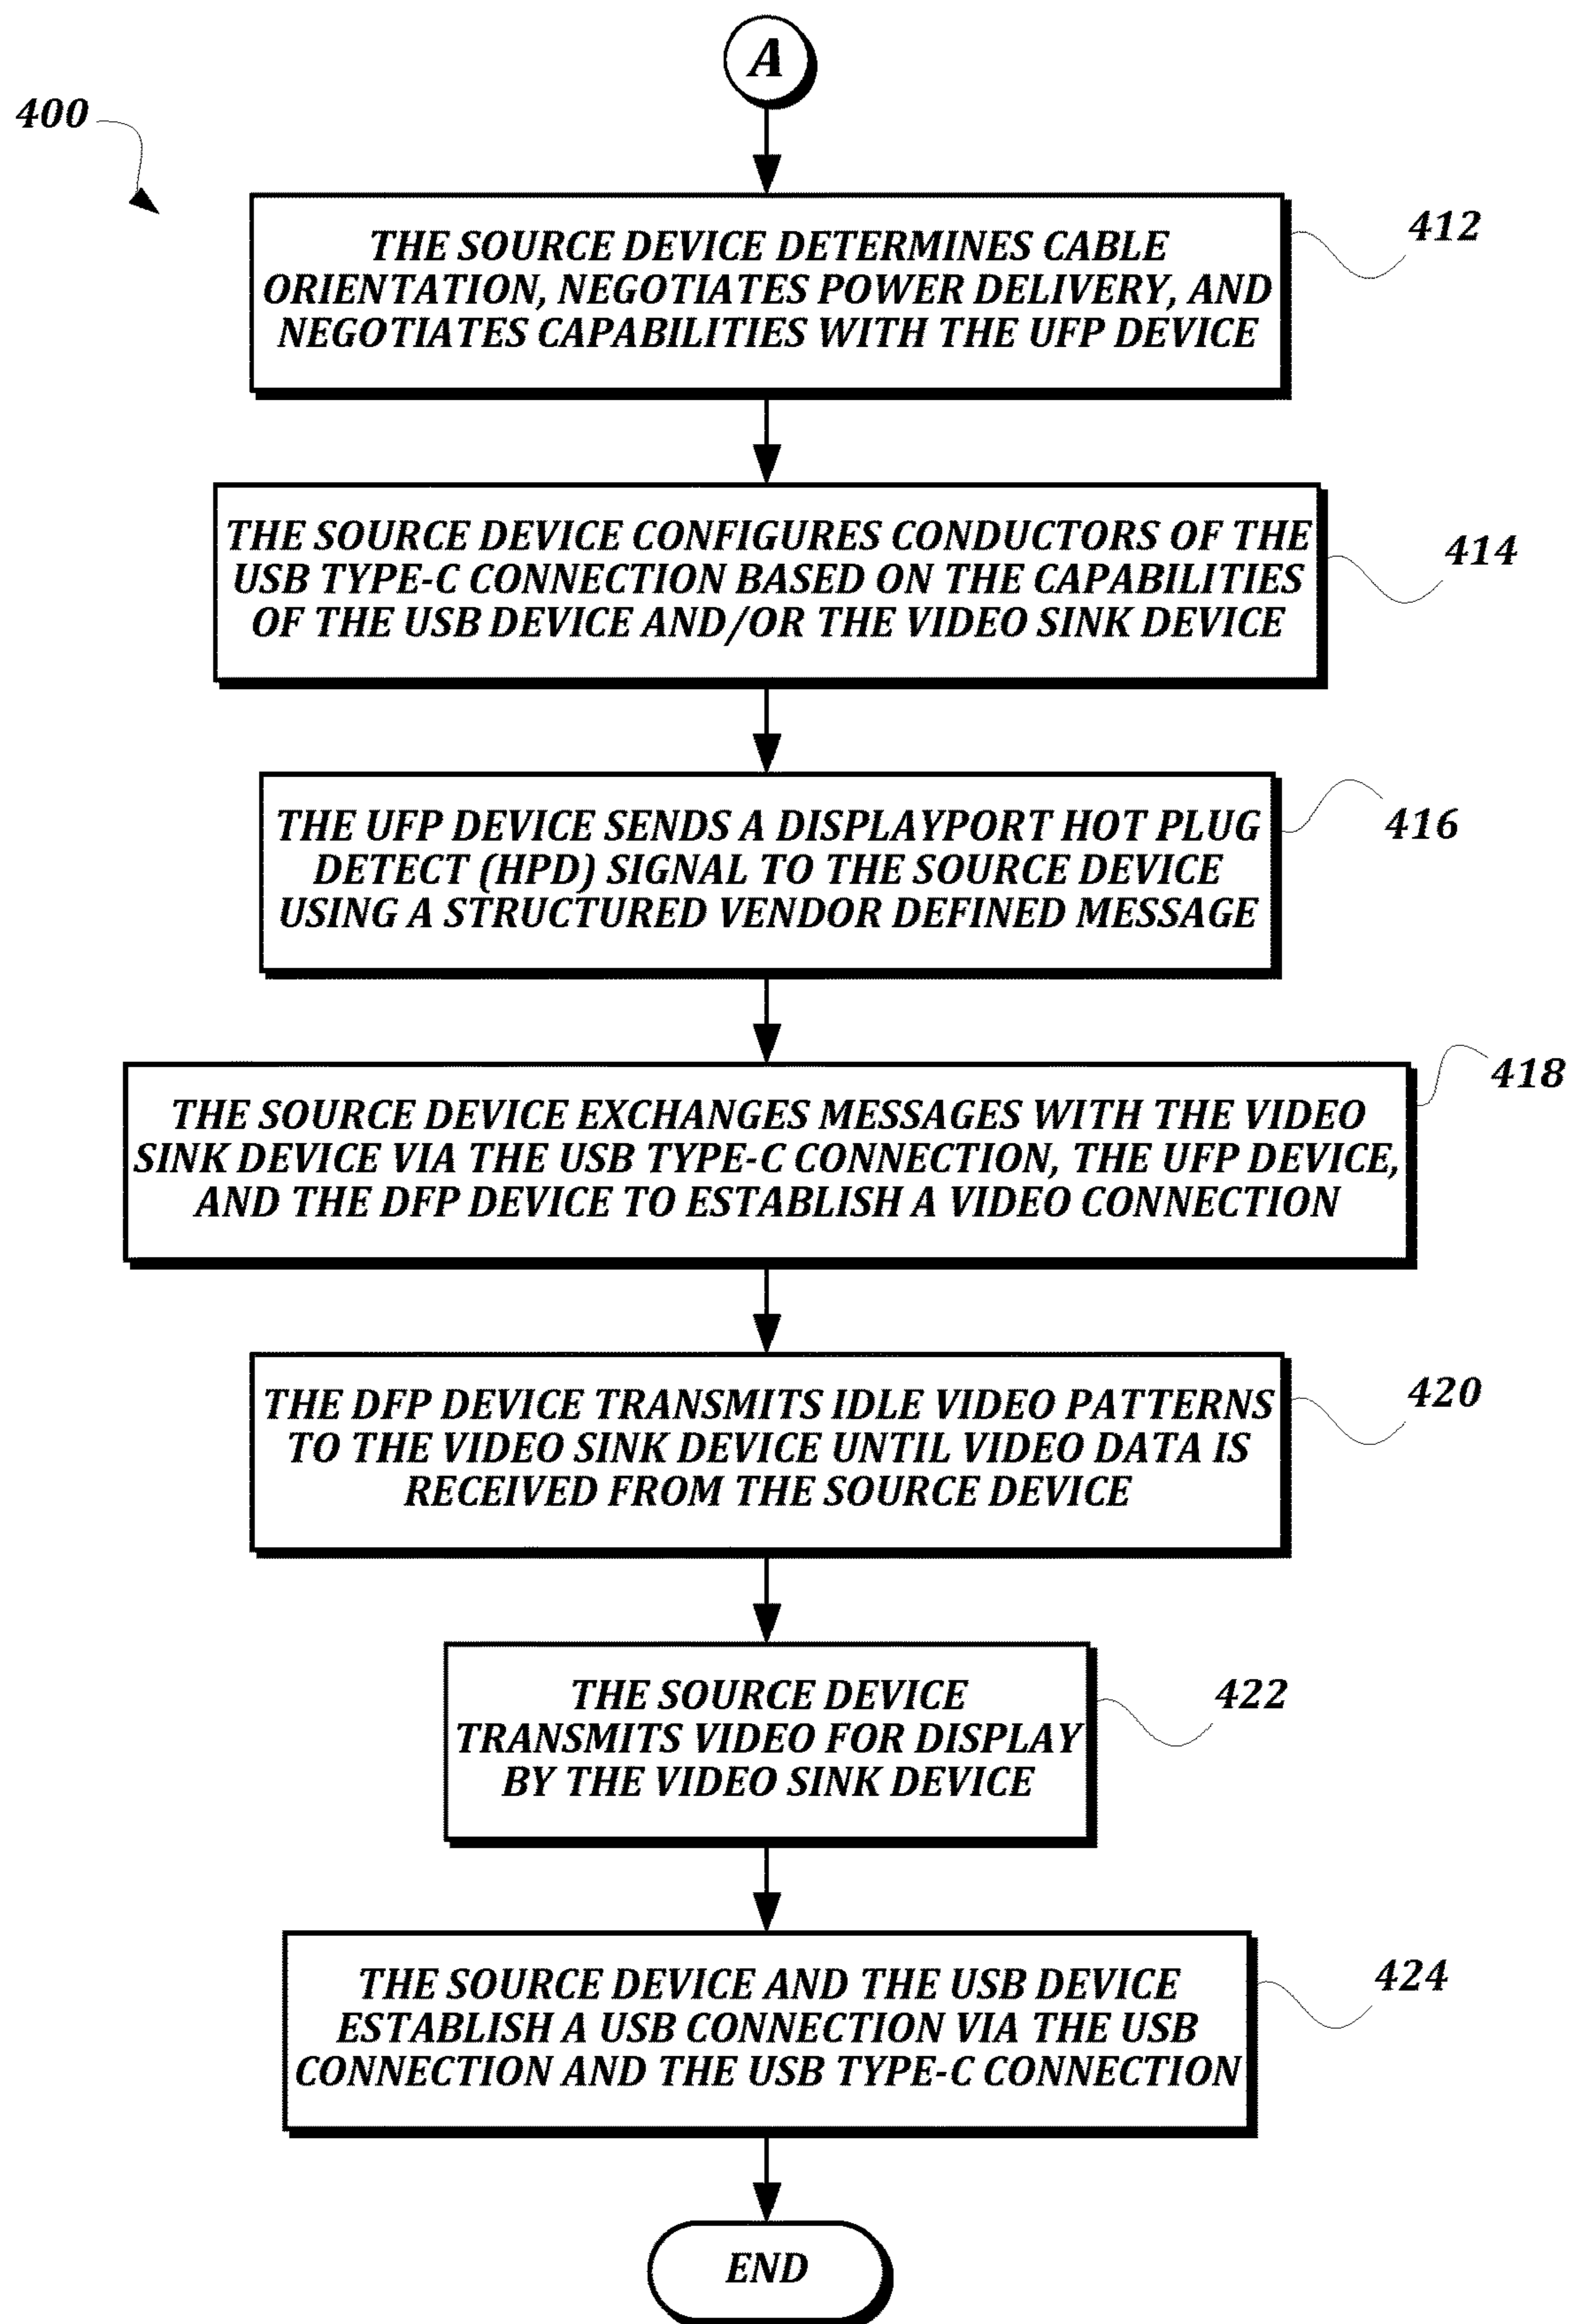 A
400
THE SOURCE DEVICE DETERMINES CABLE
ORIENTATION, NEGOTIATES POWER DELIVERY, AND
NEGOTIATES CAPABILITIES WITH THE UFP DEVICE
412
THE SOURCE DEVICE CONFIGURES CONDUCTORS OF THE
USB TYPE-C CONNECTION BASED ON THE CAPABILITIES
OF THE USB DEVICE AND/OR THE VIDEO SINK DEVICE
414
THE UFP DEVICE SENDS A DISPLAYPORT HOT PLUG
DETECT (HPD) SIGNAL TO THE SOURCE DEVICE
USING A STRUCTURED VENDOR DEFINED MESSAGE
416
THE SOURCE DEVICE EXCHANGES MESSAGES WITH THE VIDEO
SINK DEVICE VIA THE USB TYPE-C CONNECTION, THE UFP DEVICE,
AND THE DFP DEVICE TO ESTABLISH A VIDEO CONNECTION
418
THE DFP DEVICE TRANSMITS IDLE VIDEO PATTERNS
TO THE VIDEO SINK DEVICE UNTIL VIDEO DATA IS
RECEIVED FROM THE SOURCE DEVICE
420
THE SOURCE DEVICE
TRANSMITS VIDEO FOR DISPLAY
BY THE VIDEO SINK DEVICE
422
THE SOURCE DEVICE AND THE USB DEVICE
ESTABLISH A USB CONNECTION VIA THE USB
CONNECTION AND THE USB TYPE-C CONNECTION
424
END